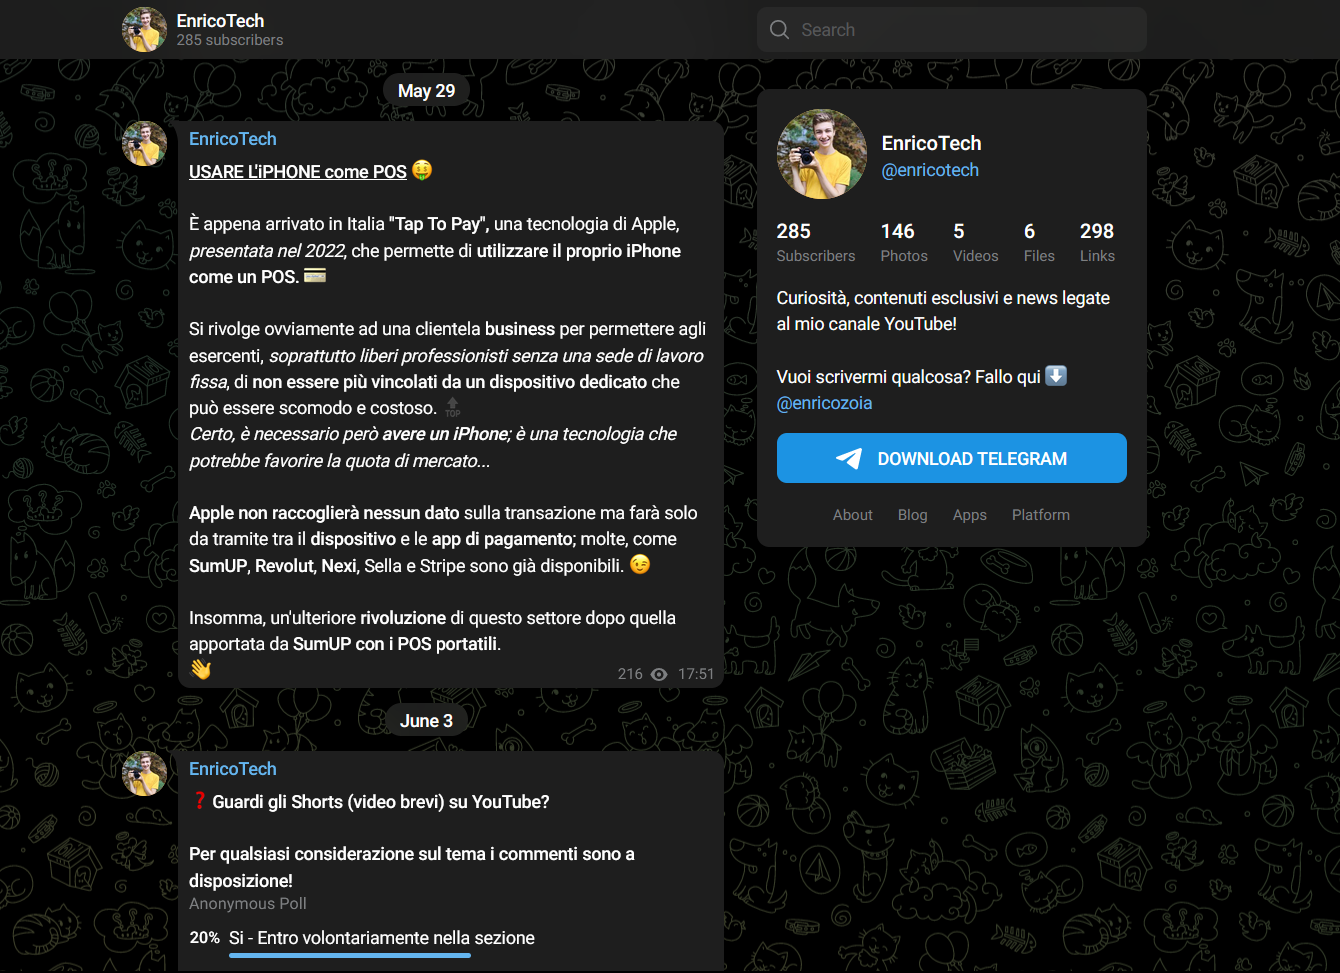 EnricoTech
285 subscribers
Search
May 29
EnricoTech
USARE L'iPHONE come POS 🤑
È appena arrivato in Italia "Tap To Pay", una tecnologia di Apple,
presentata nel 2022, che permette di utilizzare il proprio iPhone
come un POS. 💳
Si rivolge ovviamente ad una clientela business per permettere agli
esercenti, soprattutto liberi professionisti senza una sede di lavoro
fissa, di non essere più vincolati da un dispositivo dedicato che
può essere scomodo e costoso. 🔝
Certo, è necessario però avere un iPhone; è una tecnologia che
potrebbe favorire la quota di mercato...
Apple non raccoglierà nessun dato sulla transazione ma farà solo
da tramite tra il dispositivo e le app di pagamento; molte, come
SumUP, Revolut, Nexi, Sella e Stripe sono già disponibili. 😉
Insomma, un'ulteriore rivoluzione di questo settore dopo quella
apportata da SumUP con i POS portatili.
👋
216 17:51
June 3
EnricoTech
❓ Guardi gli Shorts (video brevi) su YouTube?
Per qualsiasi considerazione sul tema i commenti sono a
disposizione!
Anonymous Poll
20% Si - Entro volontariamente nella sezione
EnricoTech
@enricotech
285 146 5 6 298
Subscribers Photos Videos Files Links
Curiosità, contenuti esclusivi e news legate
al mio canale YouTube!
Vuoi scrivermi qualcosa? Fallo qui ⬇️
@enricozoia
DOWNLOAD TELEGRAM
About Blog Apps Platform